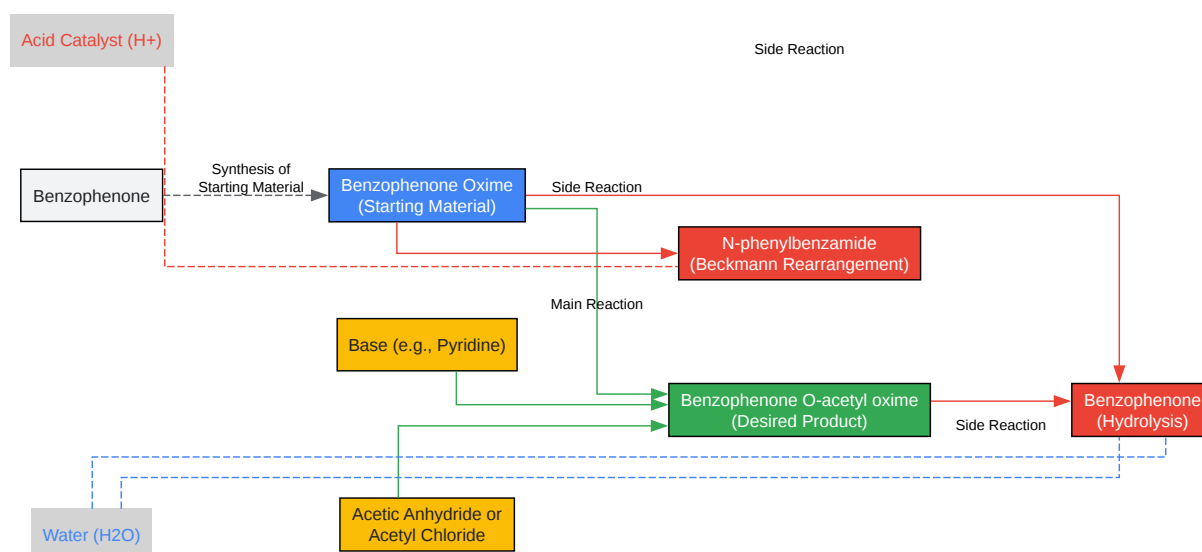 Acid Catalyst (H+)
Side Reaction
Benzophenone
Synthesis of
Starting Material
Benzophenone Oxime
(Starting Material)
Side Reaction
N-phenylbenzamide
(Beckmann Rearrangement)
Main Reaction
Base (e.g., Pyridine)
Benzophenone O-acetyl oxime
(Desired Product)
Side Reaction
Benzophenone
(Hydrolysis)
Acetic Anhydride or
Acetyl Chloride
Water (H2O)